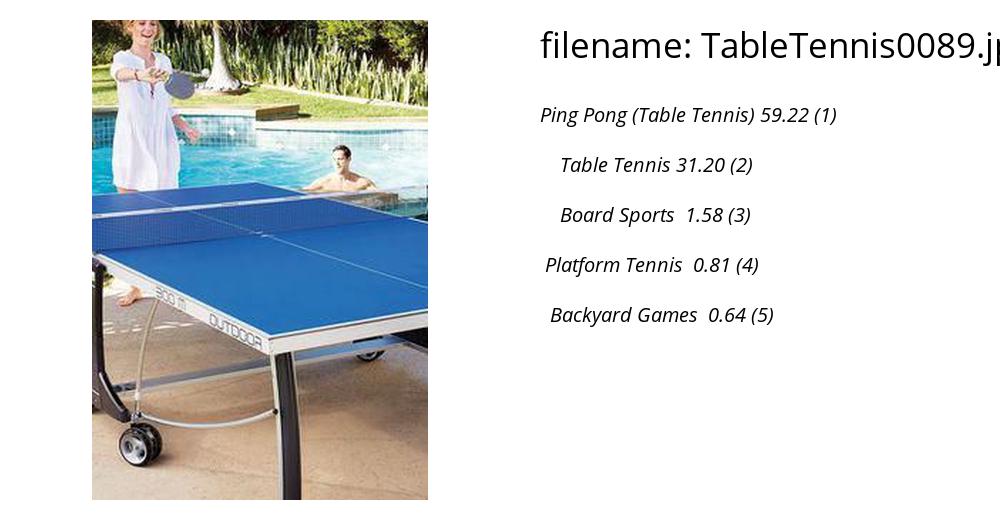 filename: TableTennis0089.j
Ping Pong (Table Tennis) 59.22 (1)
Table Tennis 31.20 (2)
Board Sports 1.58 (3)
Platform Tennis 0.81 (4)
Backyard Games 0.64 (5)
300 m
OUTDOOR